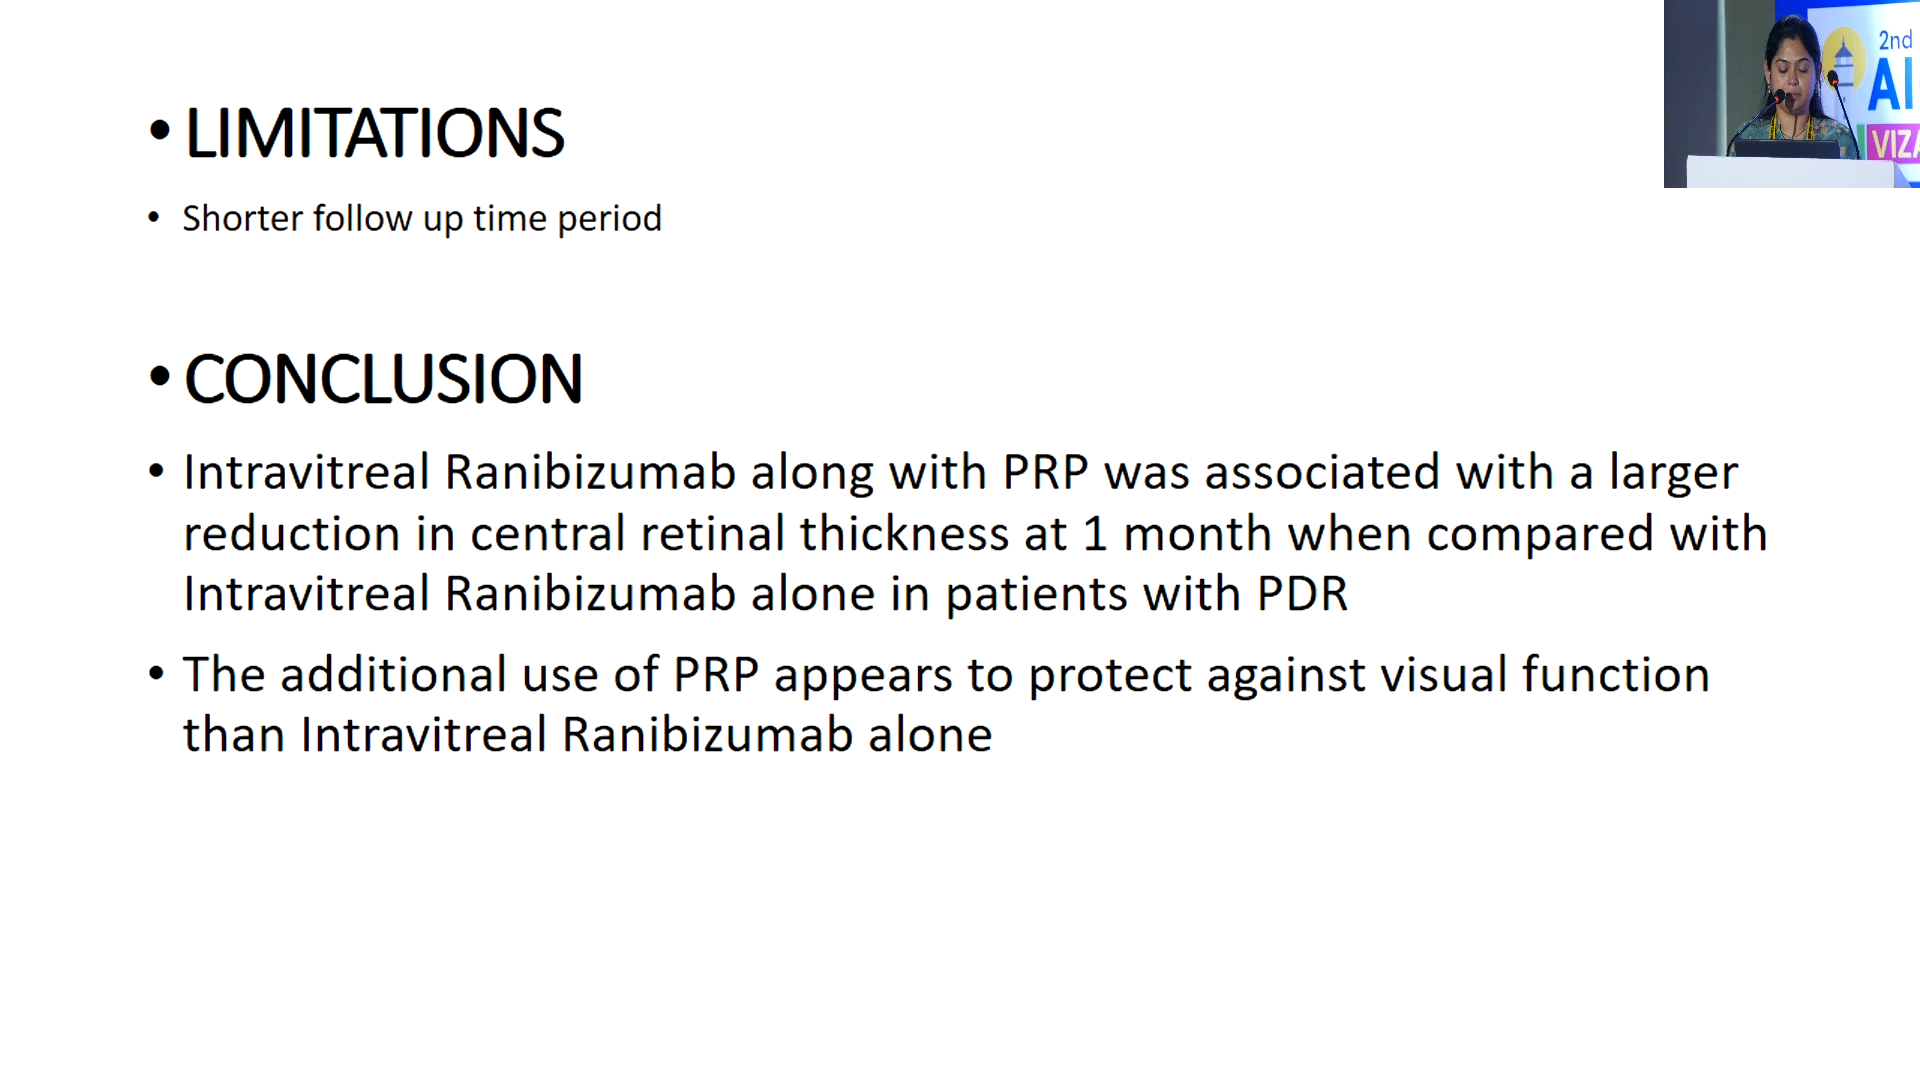 • LIMITATIONS
• Shorter follow up time period
• CONCLUSION
• Intravitreal Ranibizumab along with PRP was associated with a larger
reduction in central retinal thickness at 1 month when compared with
Intravitreal Ranibizumab alone in patients with PDR
• The additional use of PRP appears to protect against visual function
than Intravitreal Ranibizumab alone
2nd
AI
VIZA